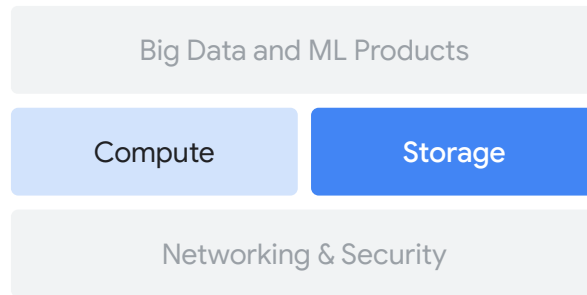 Big Data and ML Products
Compute
Storage
Networking & Security